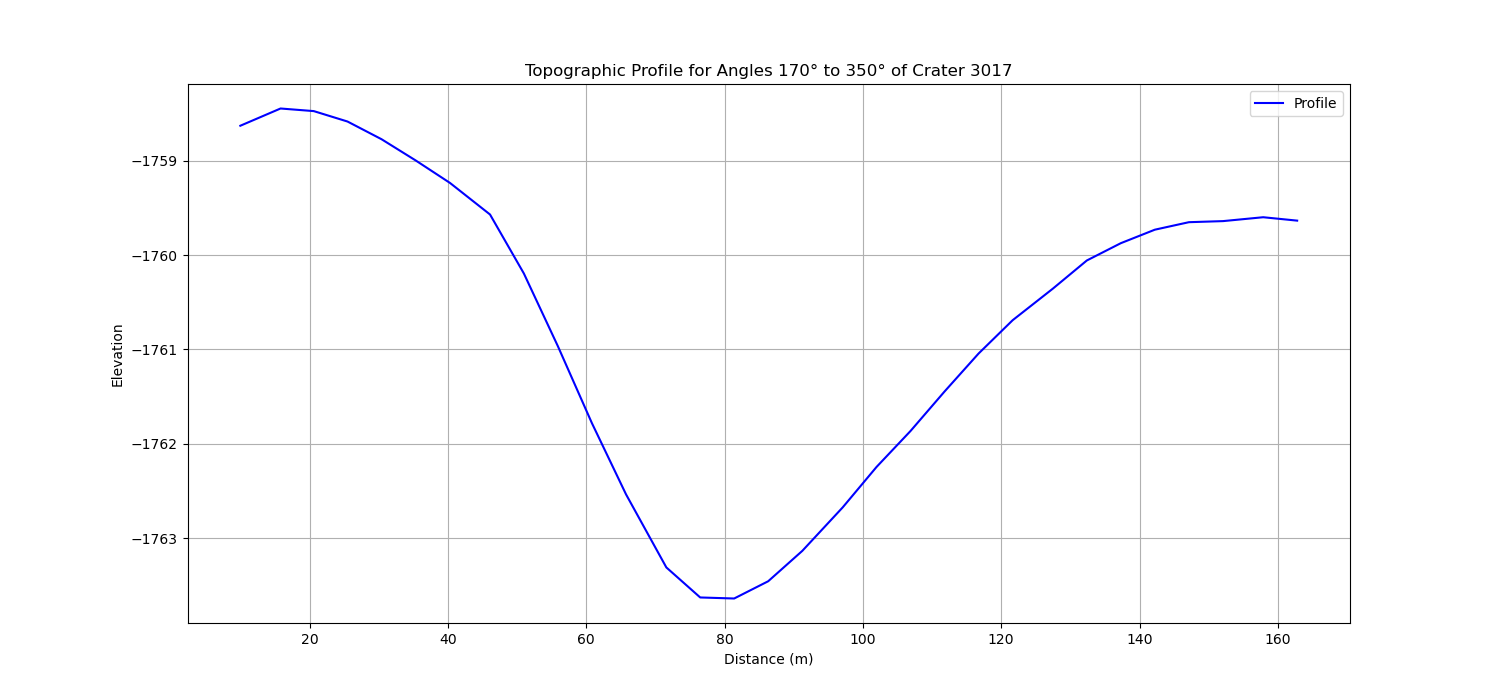 Topographic Profile for Angles 170° to 350° of Crater 3017
Profile
−1759
−1760
−1761
−1762
−1763
Elevation
20 40 60 80 100 120 140 160
Distance (m)